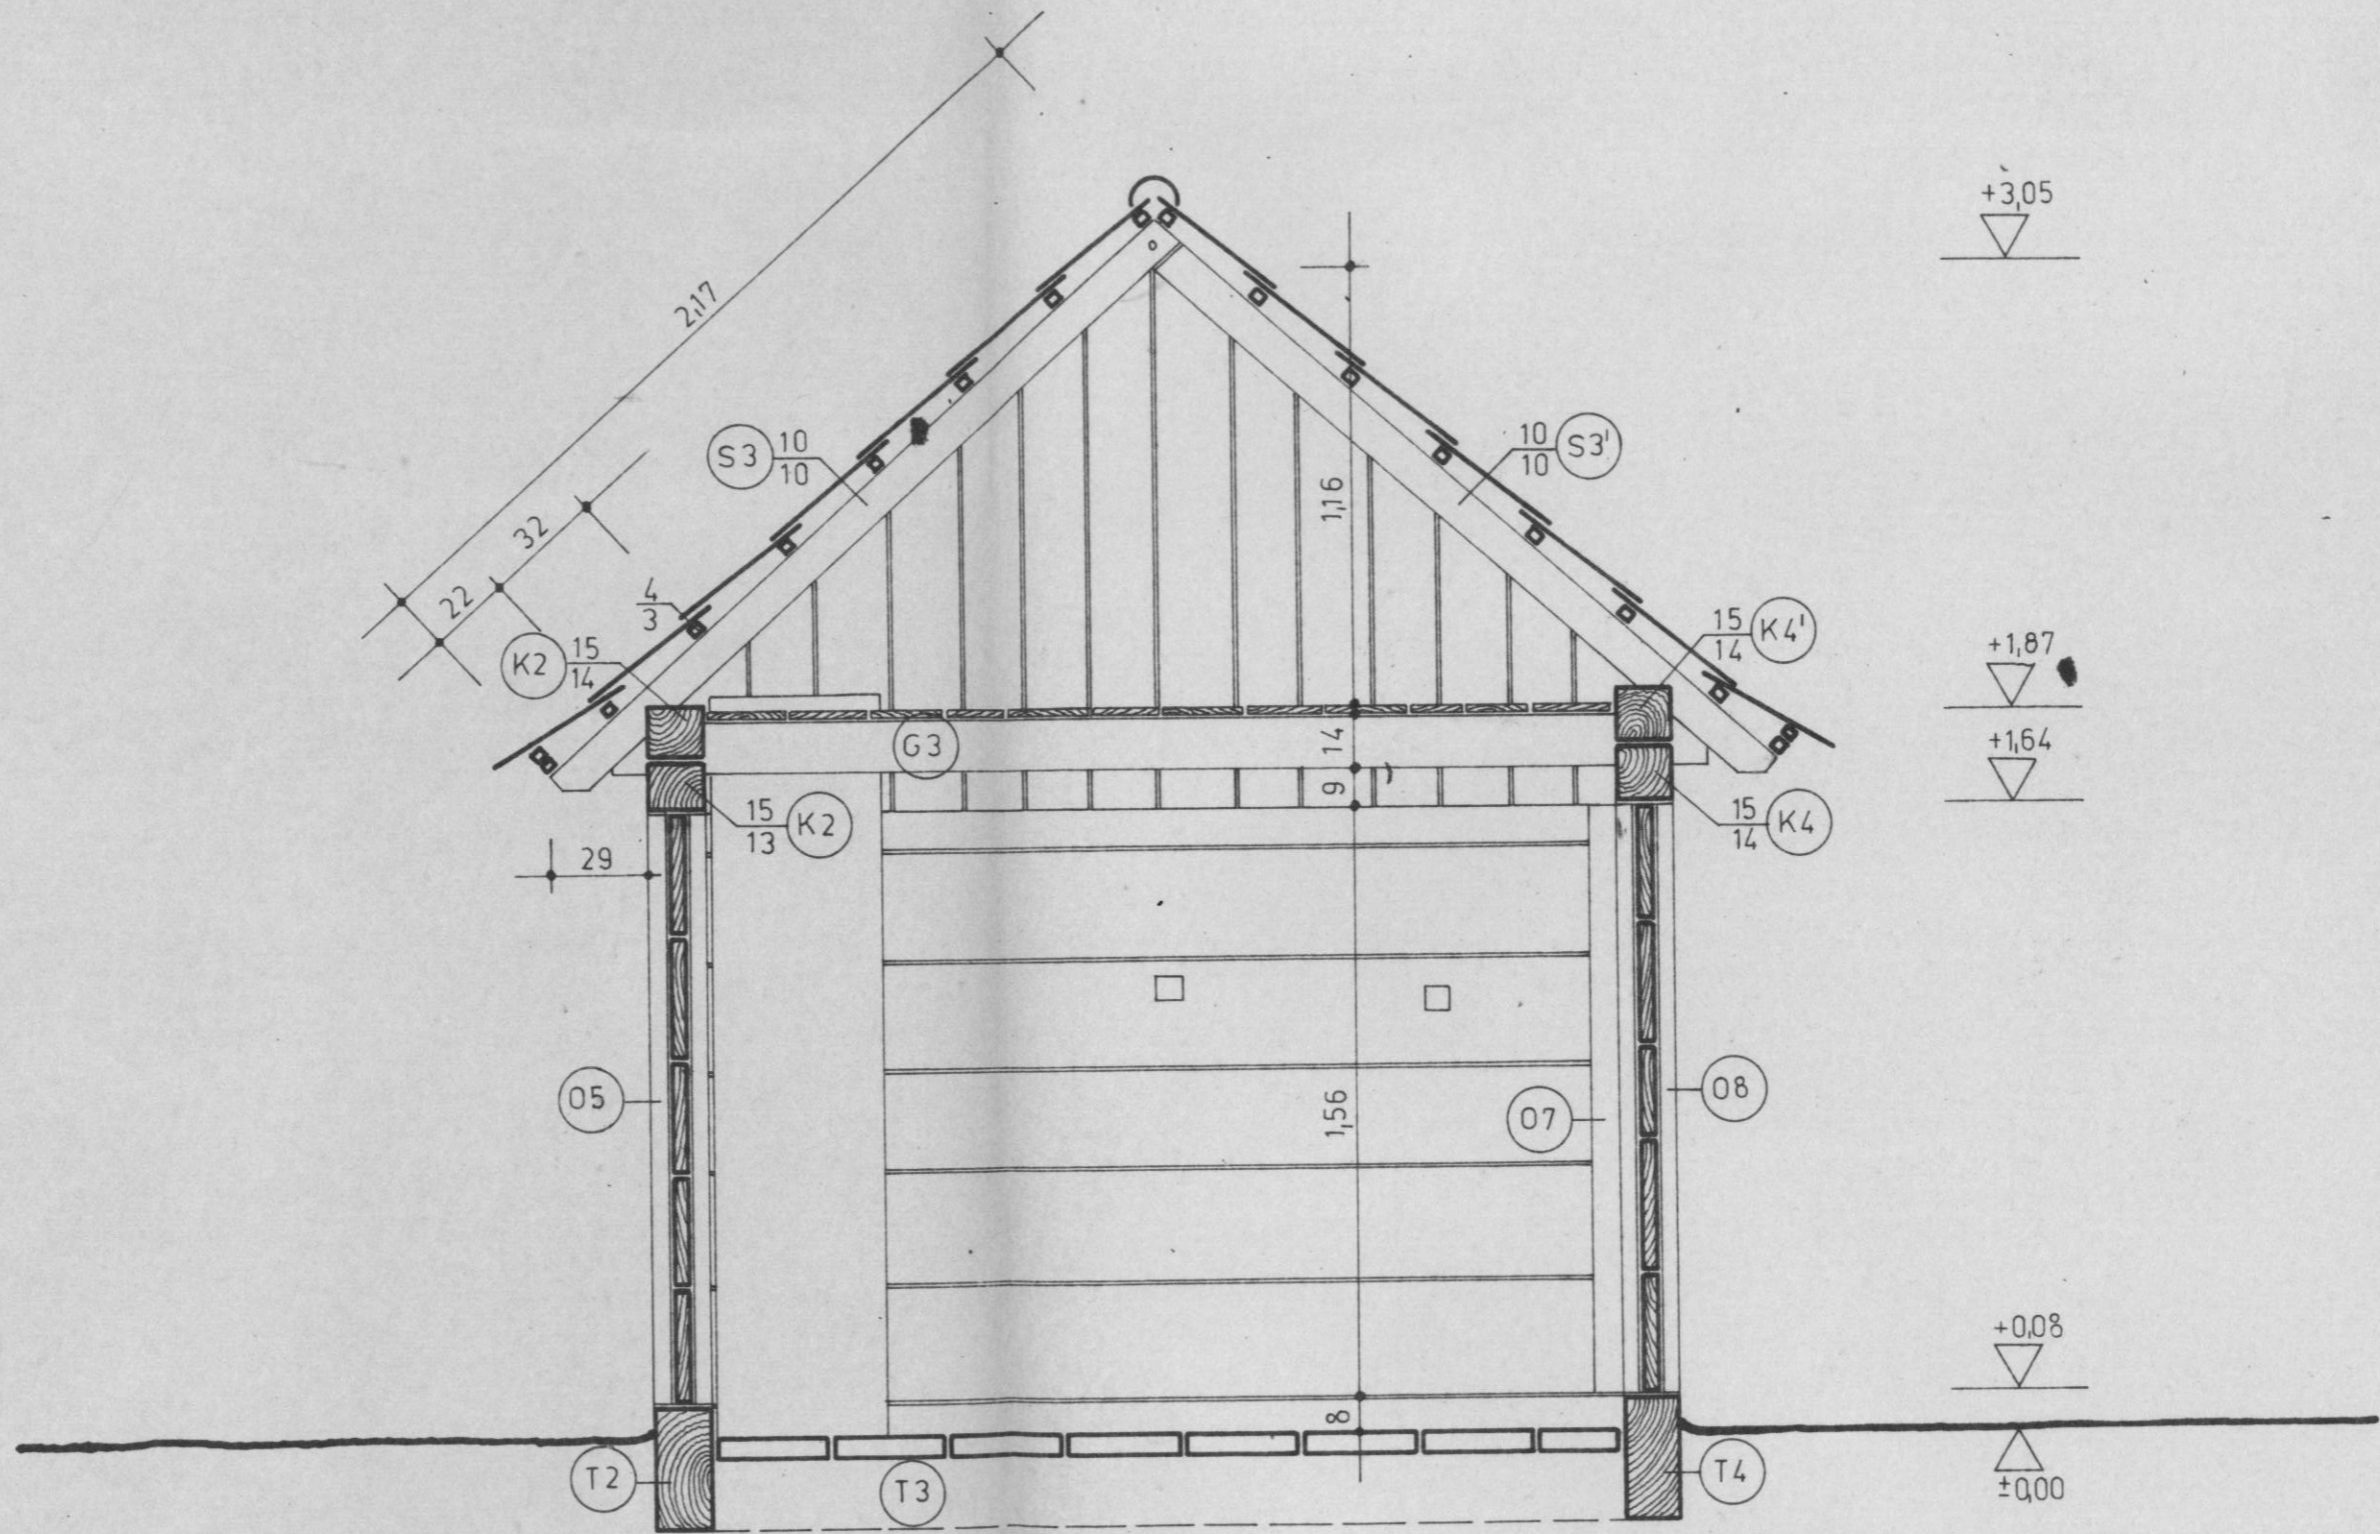 +3,05
2,17
S3 10/10
10/10 S3'
1,16
32
22
4/3
K2 15/14
15/14 K4'
+1,87
G3
14
+1,64
9
15/13 K2
15/14 K4
29
05
1,56
07
08
+0,08
8
T2
T3
T4
±0,00